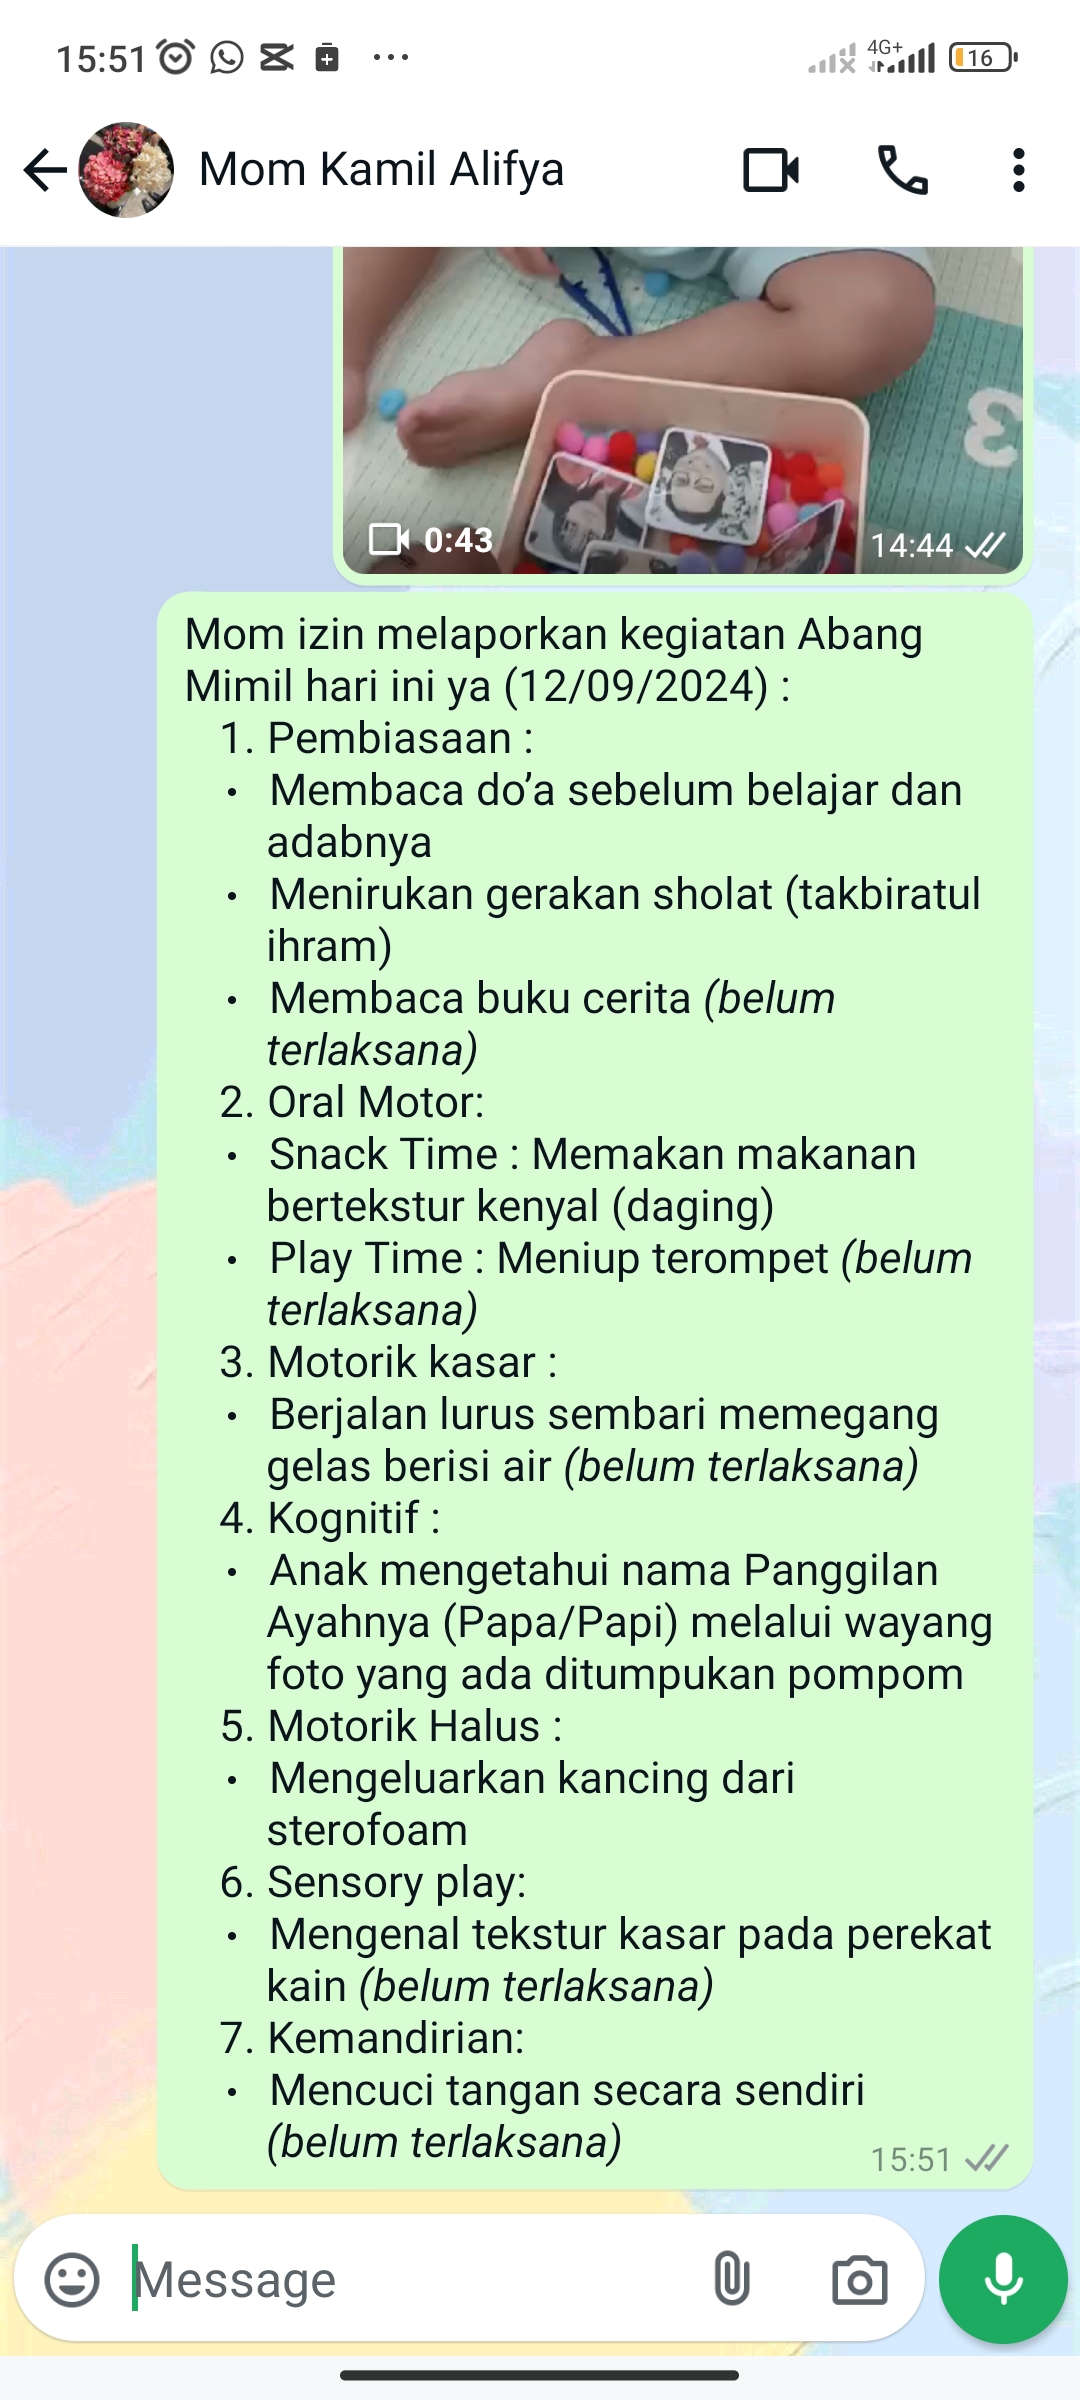 15:51
4G+
16
Mom Kamil Alifya
3
0:43
14:44
Mom izin melaporkan kegiatan Abang
Mimil hari ini ya (12/09/2024) :
1. Pembiasaan :
• Membaca do’a sebelum belajar dan
adabnya
• Menirukan gerakan sholat (takbiratul
ihram)
• Membaca buku cerita (belum
terlaksana)
2. Oral Motor:
• Snack Time : Memakan makanan
bertekstur kenyal (daging)
• Play Time : Meniup terompet (belum
terlaksana)
3. Motorik kasar :
• Berjalan lurus sembari memegang
gelas berisi air (belum terlaksana)
4. Kognitif :
• Anak mengetahui nama Panggilan
Ayahnya (Papa/Papi) melalui wayang
foto yang ada ditumpukan pompom
5. Motorik Halus :
• Mengeluarkan kancing dari
sterofoam
6. Sensory play:
• Mengenal tekstur kasar pada perekat
kain (belum terlaksana)
7. Kemandirian:
• Mencuci tangan secara sendiri
(belum terlaksana)
15:51
Message